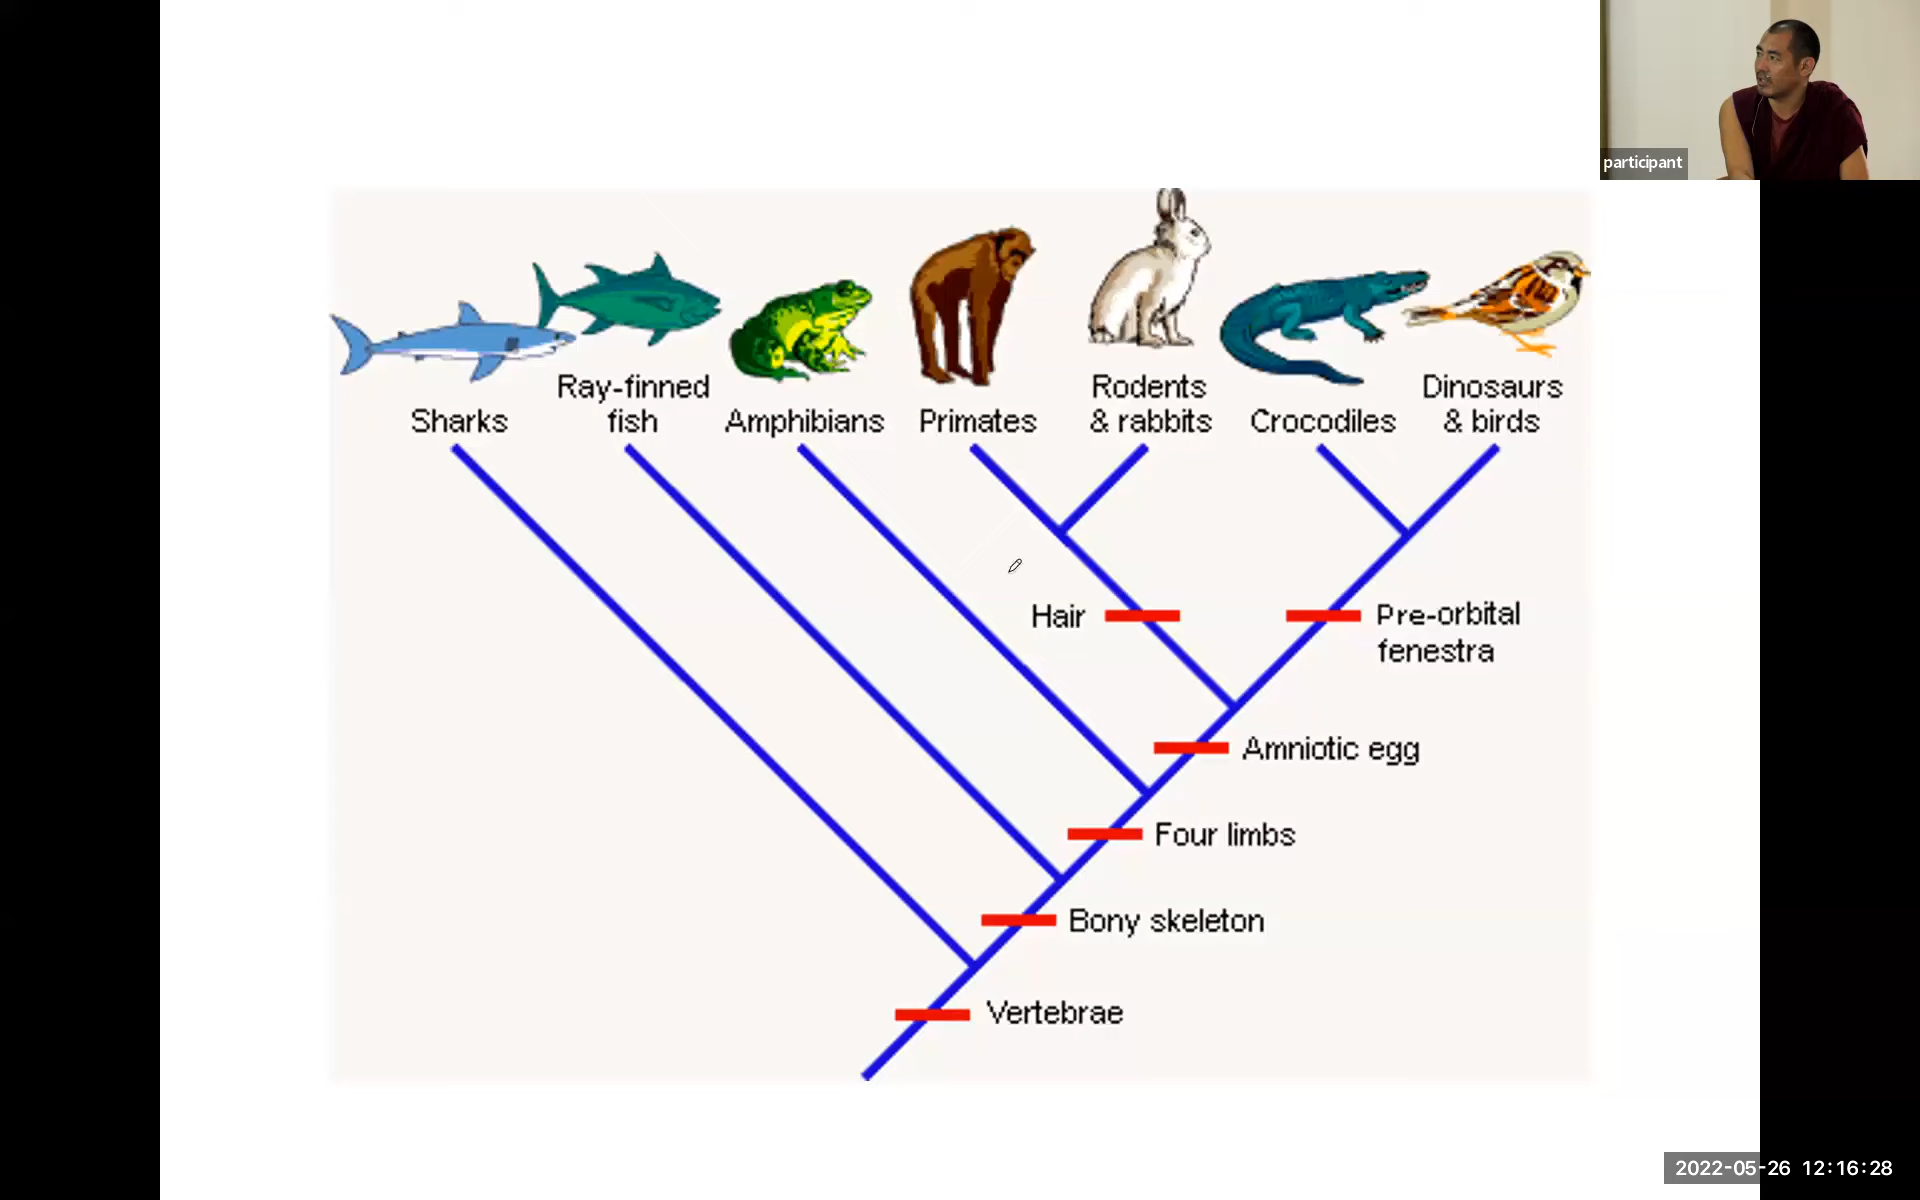 participant
Sharks
Ray-finned
fish
Amphibians
Primates
Rodents
& rabbits
Crocodiles
Dinosaurs
& birds
Hair
Pre-orbital
fenestra
Amniotic egg
Four limbs
Bony skeleton
Vertebrae
2022-05-26 12:16:28